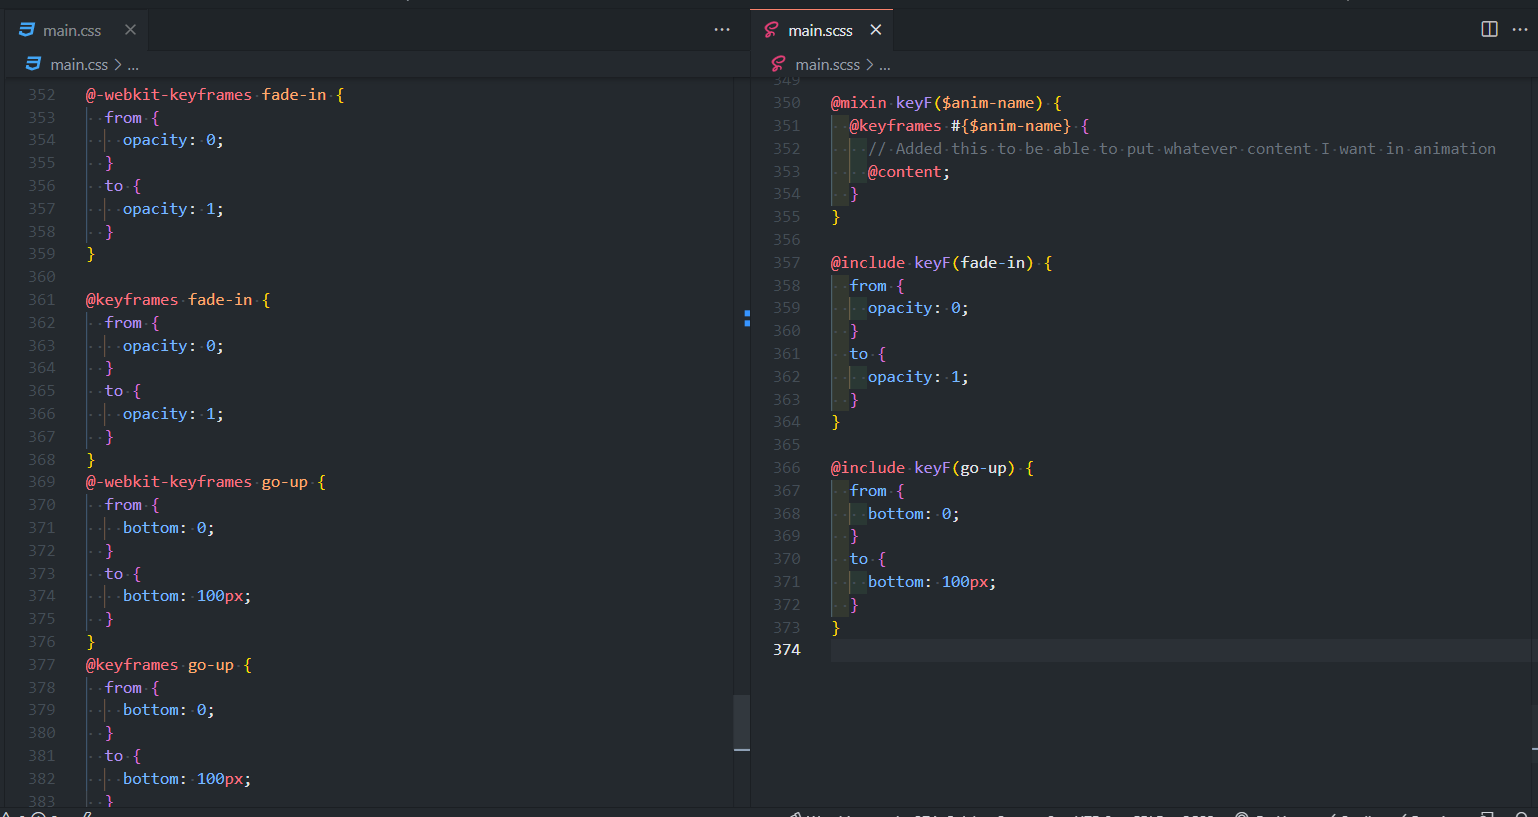 main.css
main.css > ...
352 @-webkit-keyframes fade-in {
353 from {
354 opacity: 0;
355 }
356 to {
357 opacity: 1;
358 }
359 }
360
361 @keyframes fade-in {
362 from {
363 opacity: 0;
364 }
365 to {
366 opacity: 1;
367 }
368 }
369 @-webkit-keyframes go-up {
370 from {
371 bottom: 0;
372 }
373 to {
374 bottom: 100px;
375 }
376 }
377 @keyframes go-up {
378 from {
379 bottom: 0;
380 }
381 to {
382 bottom: 100px;
383 }
main.scss
main.scss > ...
349
350 @mixin keyF($anim-name) {
351 @keyframes #{$anim-name} {
352 // Added this to be able to put whatever content I want in animation
353 @content;
354 }
355 }
356
357 @include keyF(fade-in) {
358 from {
359 opacity: 0;
360 }
361 to {
362 opacity: 1;
363 }
364 }
365
366 @include keyF(go-up) {
367 from {
368 bottom: 0;
369 }
370 to {
371 bottom: 100px;
372 }
373 }
374